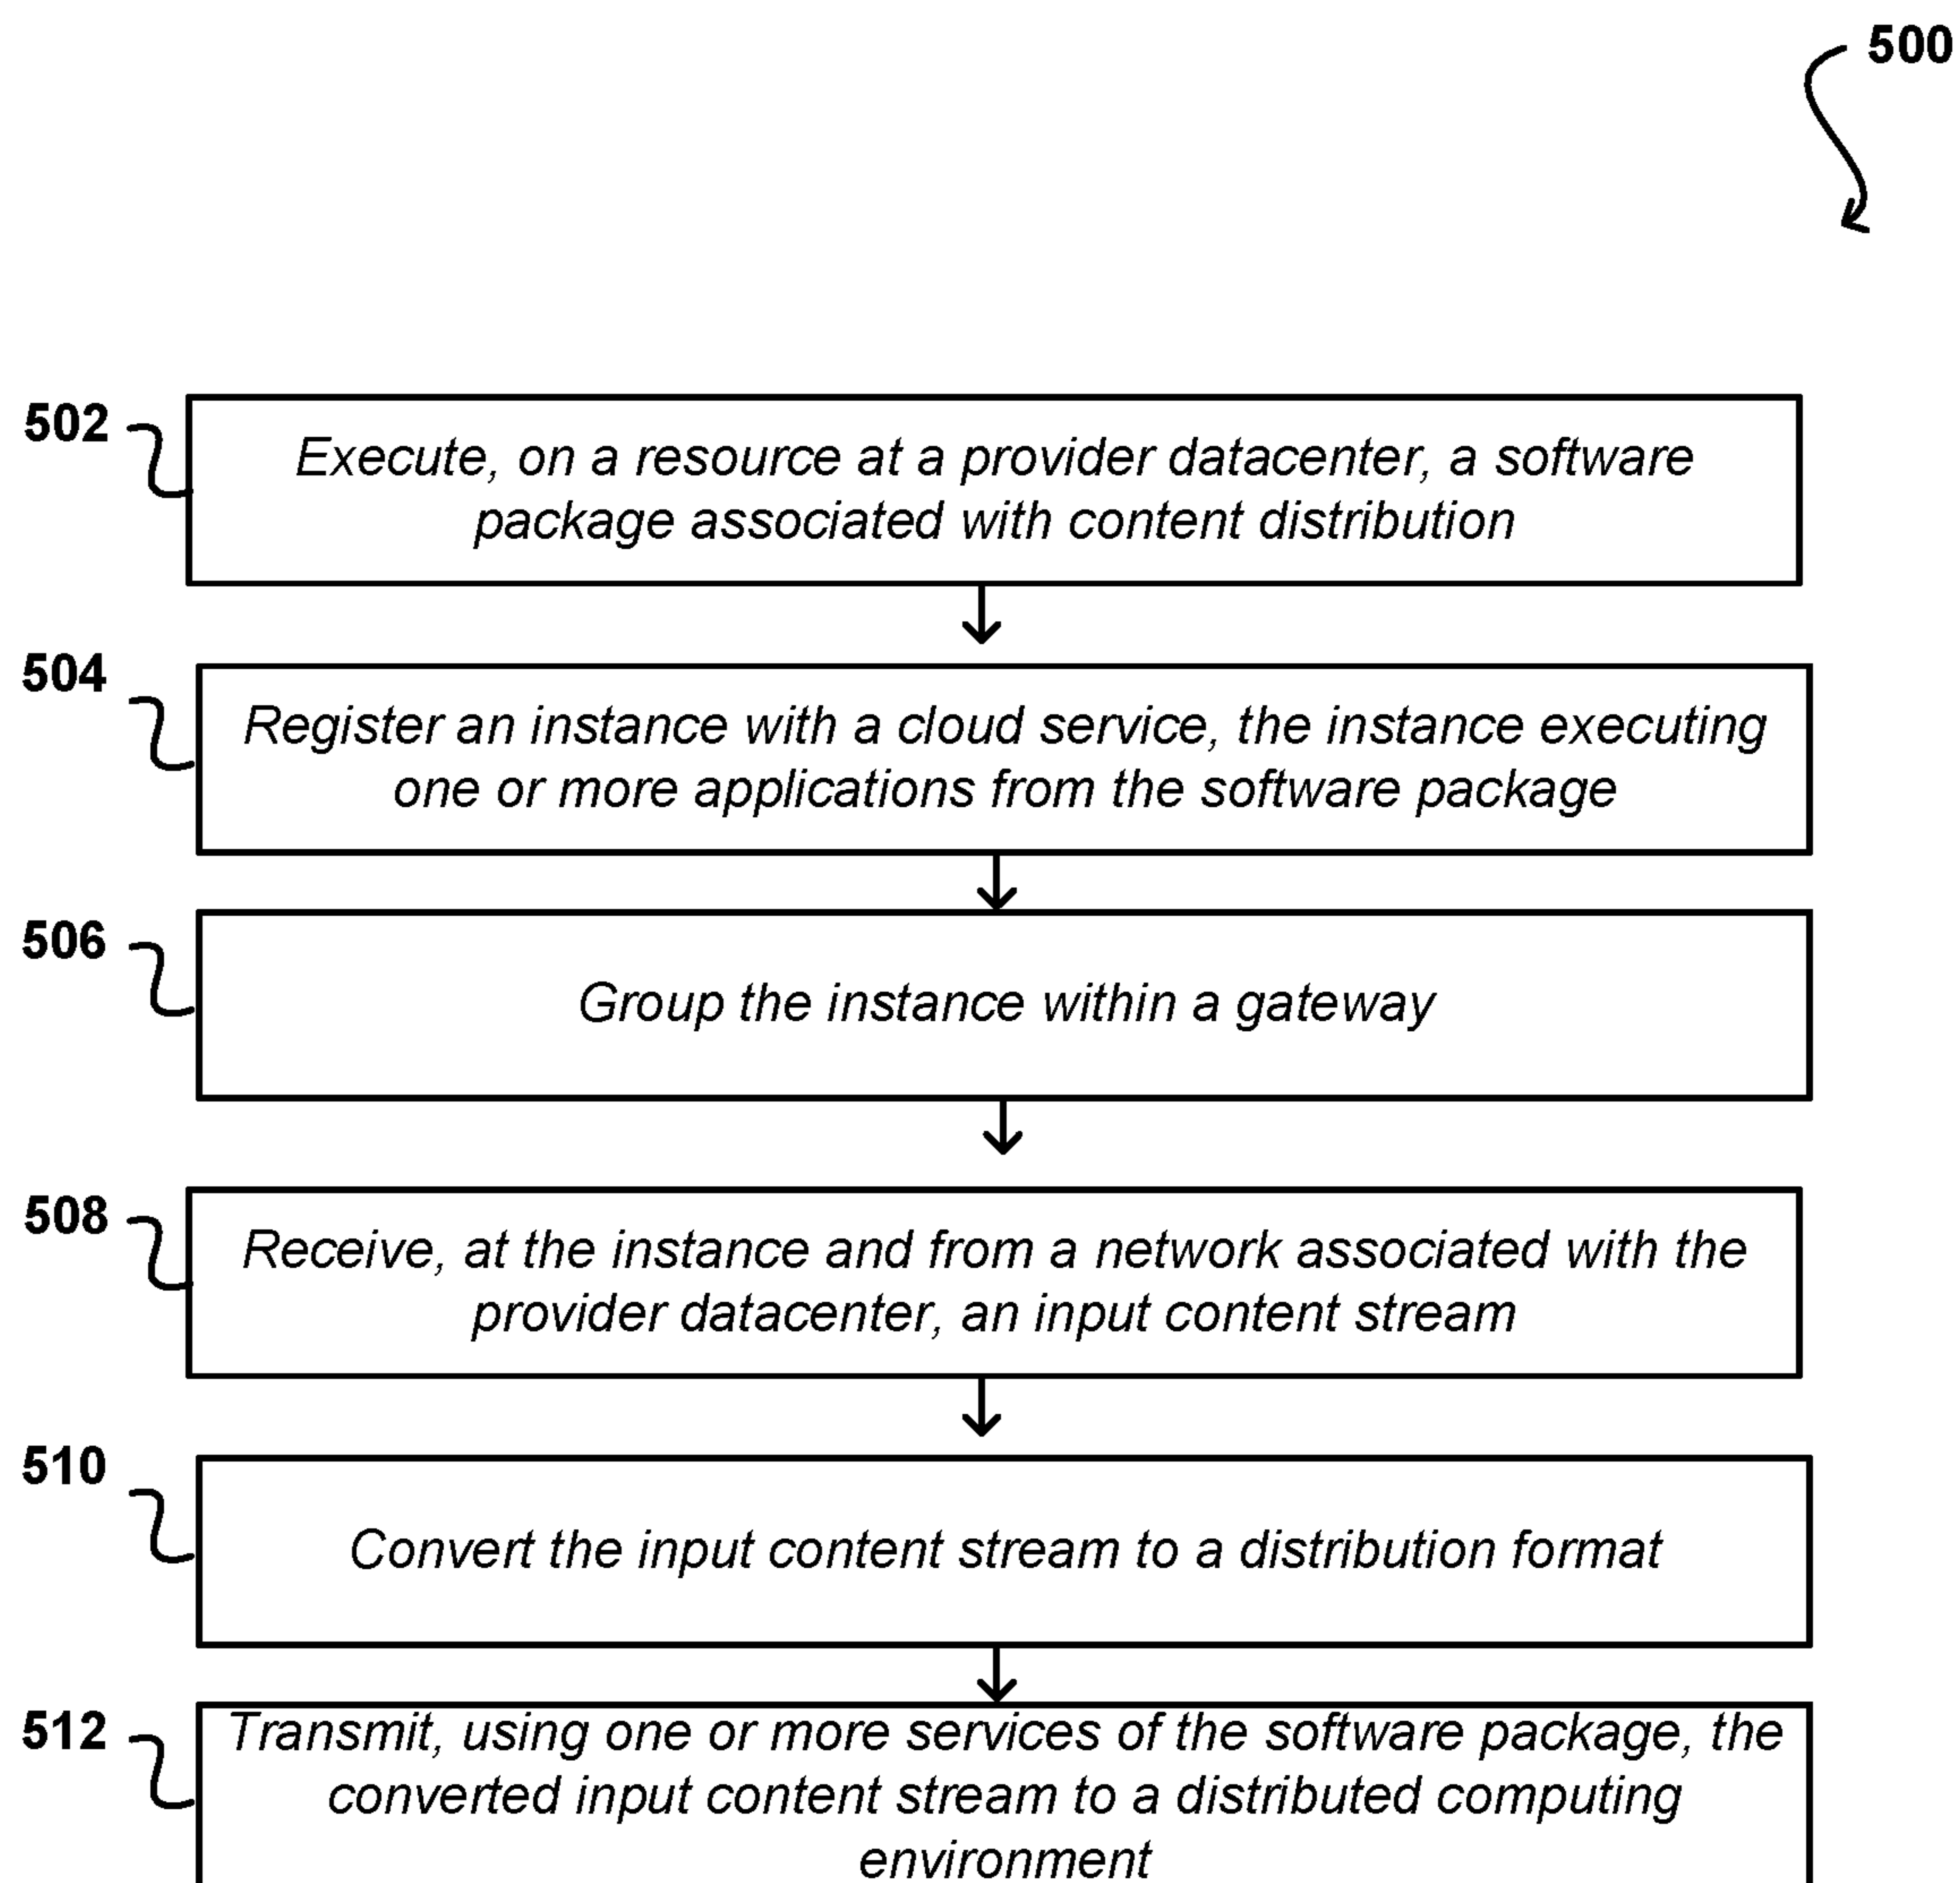 500
502
Execute, on a resource at a provider datacenter, a software
package associated with content distribution
504
Register an instance with a cloud service, the instance executing
one or more applications from the software package
506
Group the instance within a gateway
508
Receive, at the instance and from a network associated with the
provider datacenter, an input content stream
510
Convert the input content stream to a distribution format
512
Transmit, using one or more services of the software package, the
converted input content stream to a distributed computing
environment